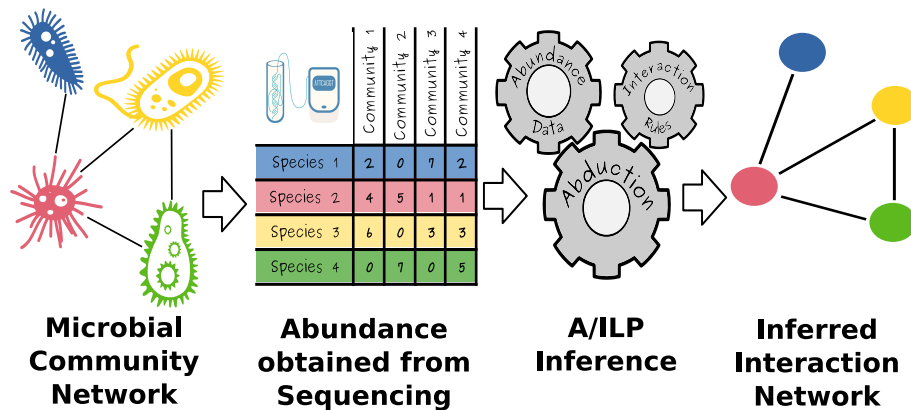 Community 1
Community 2
Community 3
Community 4
Species 1 2 0 7 2
Species 2 4 5 1 1
Species 3 6 0 3 3
Species 4 0 7 0 5
Abundance
Data
Interaction
Rules
Abduction
Microbial
Community
Network
Abundance
obtained from
Sequencing
A/ILP
Inference
Inferred
Interaction
Network